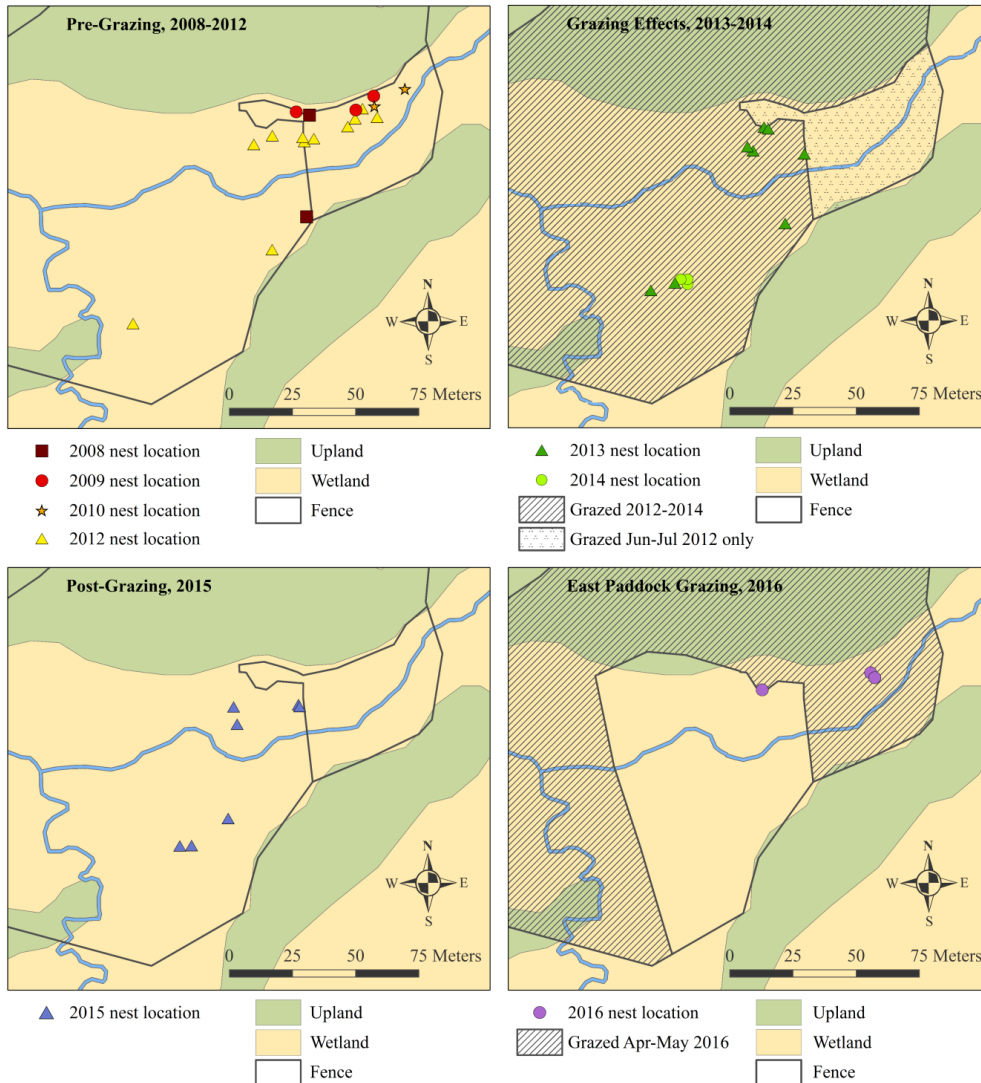 Pre-Grazing, 2008-2012
N
W E
S
0 25 50 75 Meters
2008 nest location
2009 nest location
2010 nest location
2012 nest location
Upland
Wetland
Fence
Grazing Effects, 2013-2014
N
W E
S
0 25 50 75 Meters
2013 nest location
2014 nest location
Grazed 2012-2014
Grazed Jun-Jul 2012 only
Upland
Wetland
Fence
Post-Grazing, 2015
N
W E
S
0 25 50 75 Meters
2015 nest location
Upland
Wetland
Fence
East Paddock Grazing, 2016
N
W E
S
0 25 50 75 Meters
2016 nest location
Grazed Apr-May 2016
Upland
Wetland
Fence